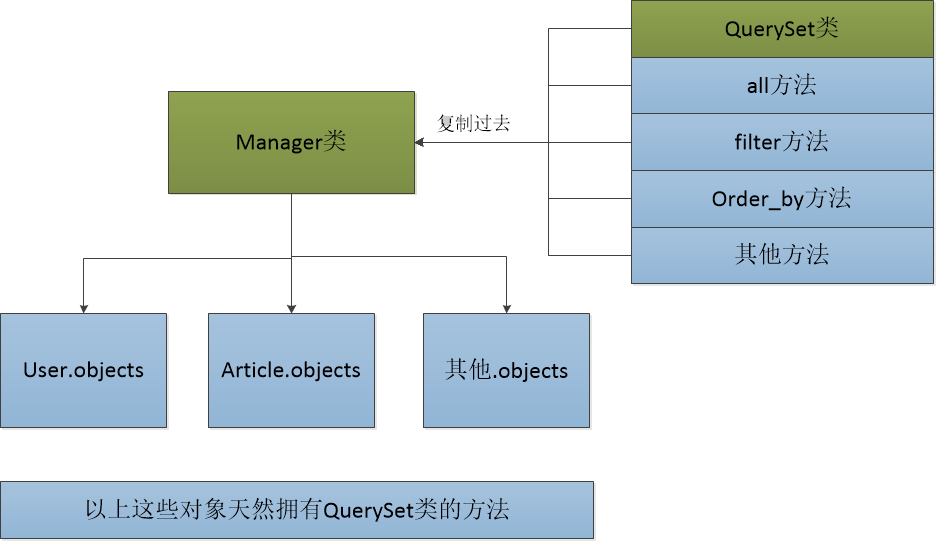 QuerySet类
all方法
filter方法
Order_by方法
其他方法
复制过去
Manager类
User.objects
Article.objects
其他.objects
以上这些对象天然拥有QuerySet类的方法